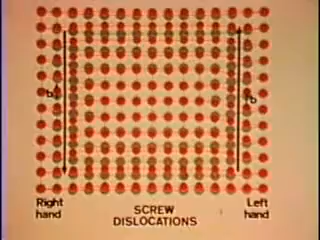 b
b
Right
hand
SCREW
DISLOCATIONS
Left
hand